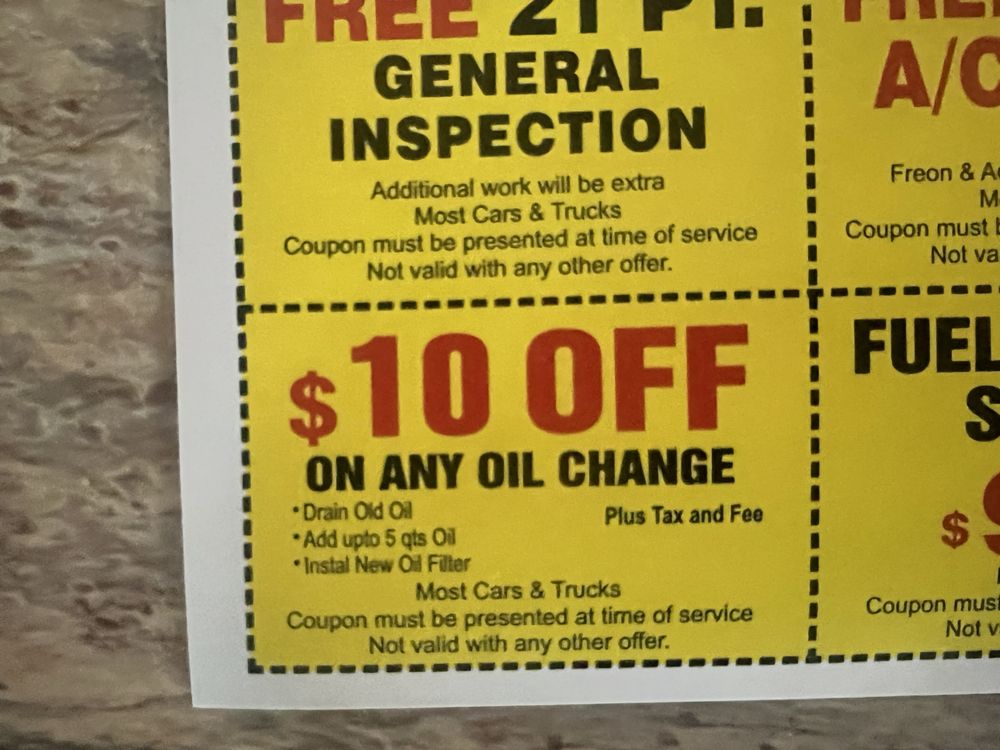 FREE 21 PT.
GENERAL
INSPECTION
Additional work will be extra
Most Cars & Trucks
Coupon must be presented at time of service
Not valid with any other offer.
$10 OFF
ON ANY OIL CHANGE
•Drain Old Oil
Plus Tax and Fee
•Add upto 5 qts Oil
•Instal New Oil Filter
Most Cars & Trucks
Coupon must be presented at time of service
Not valid with any other offer.
A/C
Freon &
Coupon must
Not
FUEL
$
Coupon
Not